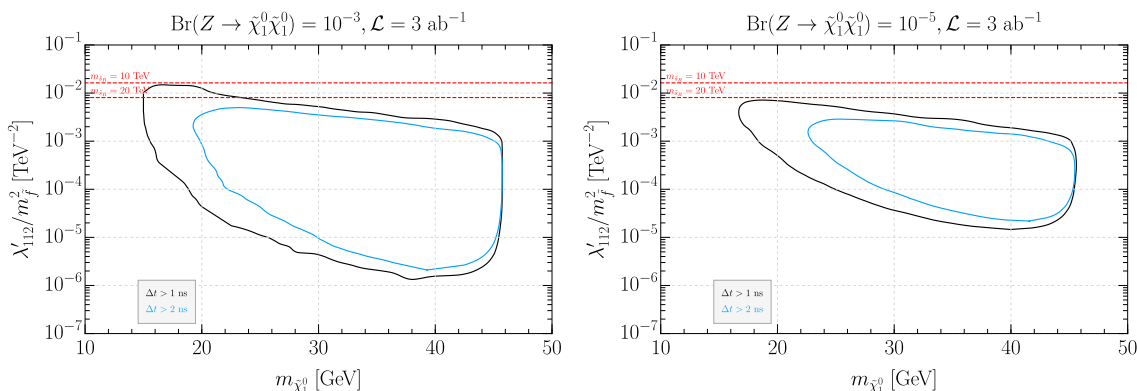 Br(Z → χ̃₁⁰χ̃₁⁰) = 10⁻³, 𝓛 = 3 ab⁻¹
λ′₁₁₂/m²_f̃ [TeV⁻²]
10⁻¹
10⁻²
10⁻³
10⁻⁴
10⁻⁵
10⁻⁶
10⁻⁷
= 10 TeV
= 20 TeV
Δt > 1 ns
Δt > 2 ns
10 20 30 40 50
m_χ̃₁⁰ [GeV]
Br(Z → χ̃₁⁰χ̃₁⁰) = 10⁻⁵, 𝓛 = 3 ab⁻¹
λ′₁₁₂/m²_f̃ [TeV⁻²]
10⁻¹
10⁻²
10⁻³
10⁻⁴
10⁻⁵
10⁻⁶
10⁻⁷
= 10 TeV
= 20 TeV
Δt > 1 ns
Δt > 2 ns
10 20 30 40 50
m_χ̃₁⁰ [GeV]